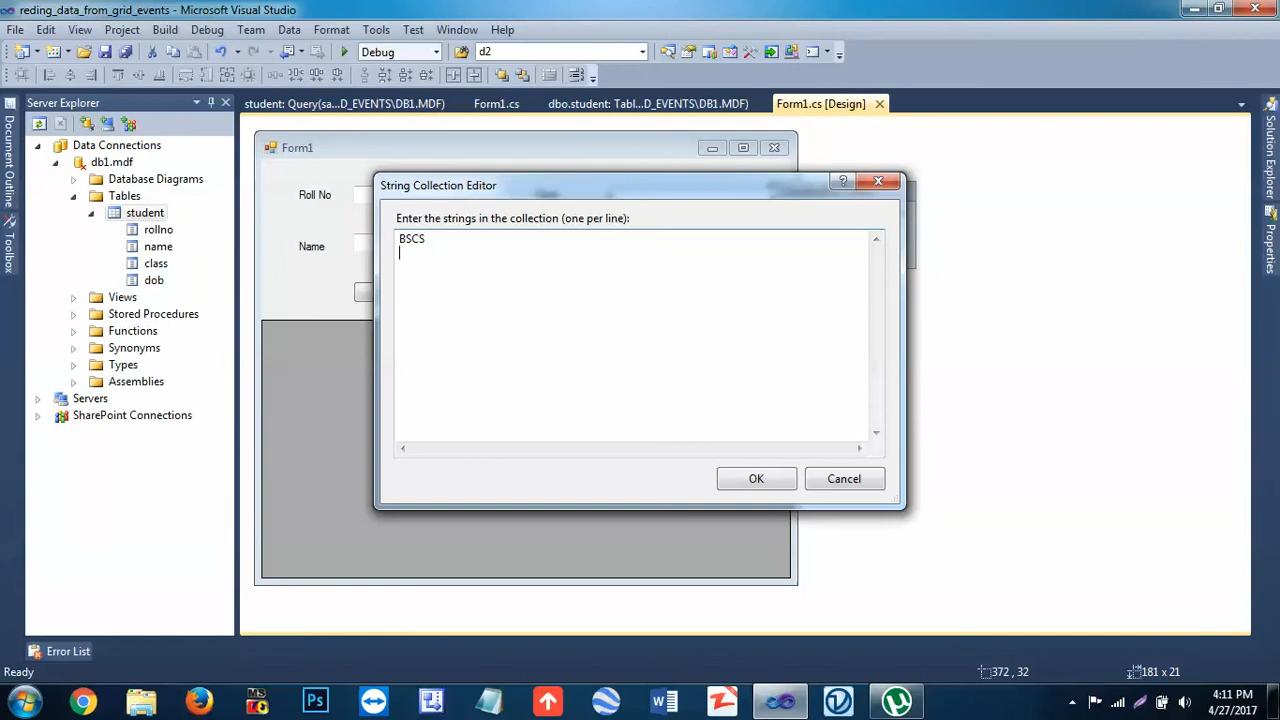 reding_data_from_grid_events - Microsoft Visual Studio
File Edit View Project Build Debug Team Format Tools Test Window Help
Debug d2
Server Explorer
student: Query(sa...D_EVENTS\DB1.MDF) Form1.cs dbo.student: Tabl...D_EVENTS\DB1.MDF) Form1.cs [Design]
Document Outline
Toolbox
Data Connections
db1.mdf
Database Diagrams
Tables
student
rollno
name
class
dob
Views
Stored Procedures
Functions
Synonyms
Types
Assemblies
Servers
SharePoint Connections
Form1
Roll No
Name
String Collection Editor
Enter the strings in the collection (one per line):
BSCS
OK Cancel
Solution Explorer
Properties
Error List
Ready 372 , 32 181 x 21
MS
Ps
W
4:11 PM
4/27/2017